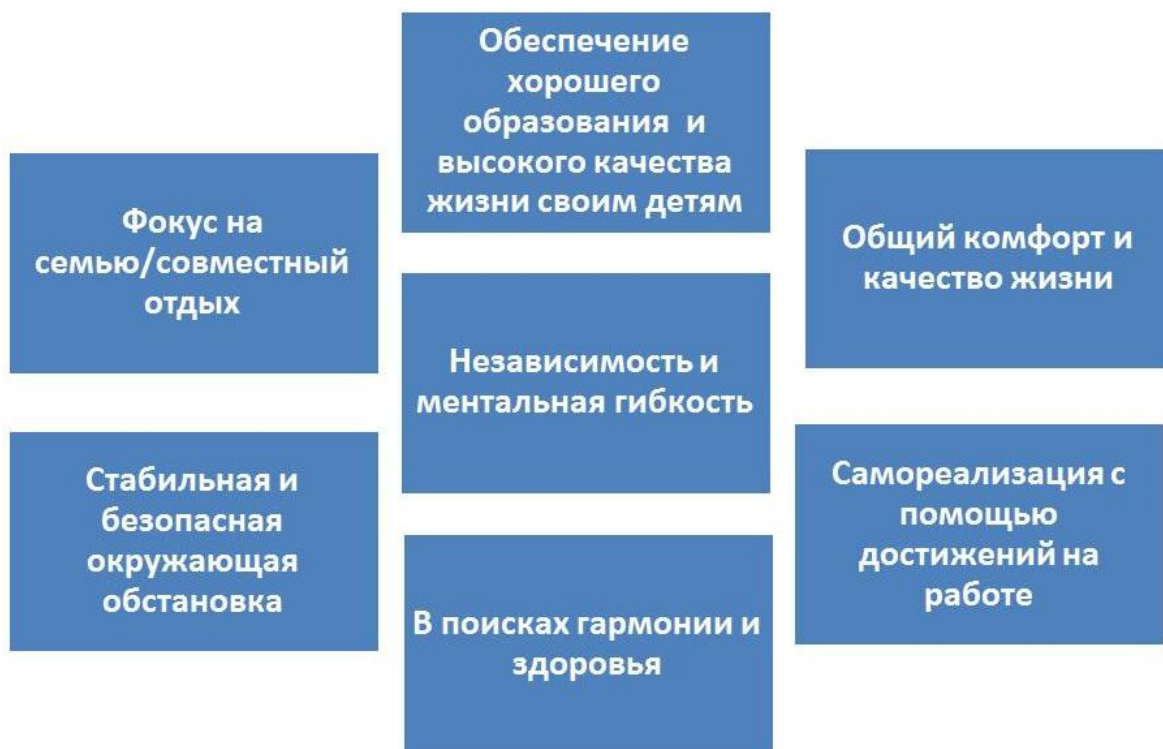 Обеспечение
хорошего
образования и
высокого качества
жизни своим детям
Фокус на
семью/совместный
отдых
Общий комфорт и
качество жизни
Независимость и
ментальная гибкость
Стабильная и
безопасная
окружающая
обстановка
Самореализация с
помощью
достижений на
работе
В поисках гармонии и
здоровья